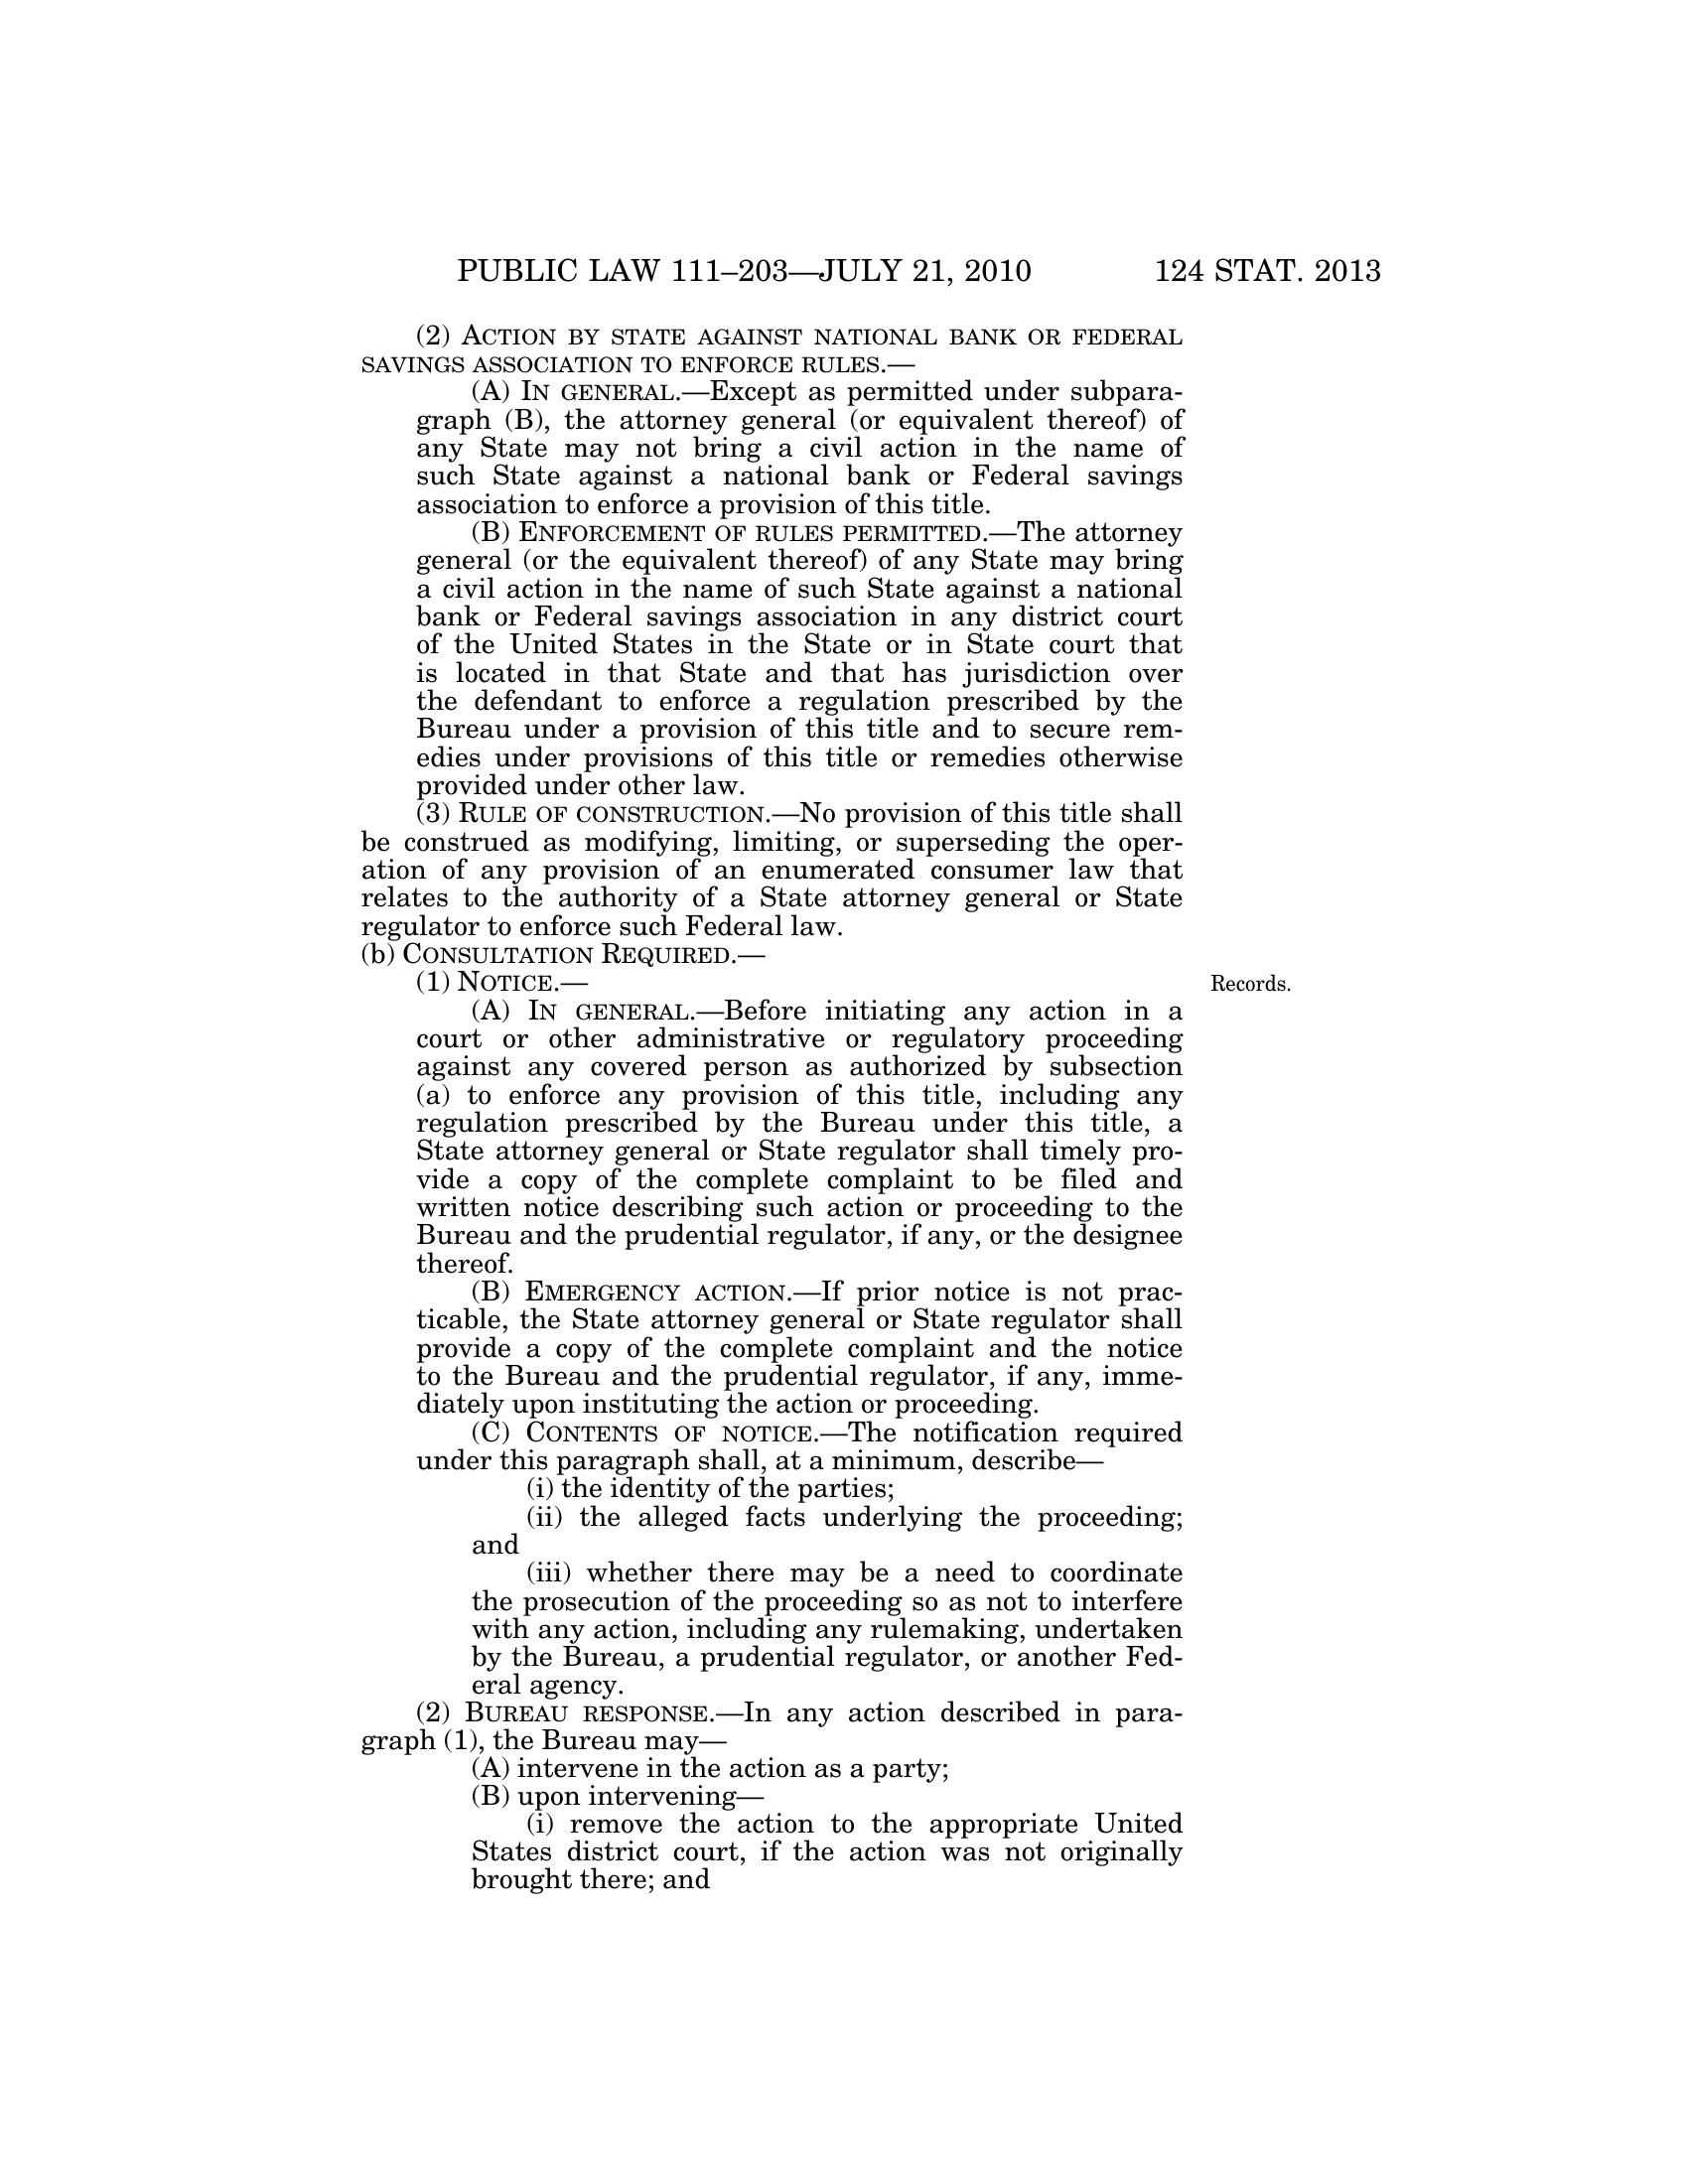 PUBLIC LAW 111–203—JULY 21, 2010 124 STAT. 2013
(2) ACTION BY STATE AGAINST NATIONAL BANK OR FEDERAL
SAVINGS ASSOCIATION TO ENFORCE RULES.—
(A) IN GENERAL.—Except as permitted under subpara-
graph (B), the attorney general (or equivalent thereof) of
any State may not bring a civil action in the name of
such State against a national bank or Federal savings
association to enforce a provision of this title.
(B) ENFORCEMENT OF RULES PERMITTED.—The attorney
general (or the equivalent thereof) of any State may bring
a civil action in the name of such State against a national
bank or Federal savings association in any district court
of the United States in the State or in State court that
is located in that State and that has jurisdiction over
the defendant to enforce a regulation prescribed by the
Bureau under a provision of this title and to secure rem-
edies under provisions of this title or remedies otherwise
provided under other law.
(3) RULE OF CONSTRUCTION.—No provision of this title shall
be construed as modifying, limiting, or superseding the oper-
ation of any provision of an enumerated consumer law that
relates to the authority of a State attorney general or State
regulator to enforce such Federal law.
(b) CONSULTATION REQUIRED.—
(1) NOTICE.—
Records.
(A) IN GENERAL.—Before initiating any action in a
court or other administrative or regulatory proceeding
against any covered person as authorized by subsection
(a) to enforce any provision of this title, including any
regulation prescribed by the Bureau under this title, a
State attorney general or State regulator shall timely pro-
vide a copy of the complete complaint to be filed and
written notice describing such action or proceeding to the
Bureau and the prudential regulator, if any, or the designee
thereof.
(B) EMERGENCY ACTION.—If prior notice is not prac-
ticable, the State attorney general or State regulator shall
provide a copy of the complete complaint and the notice
to the Bureau and the prudential regulator, if any, imme-
diately upon instituting the action or proceeding.
(C) CONTENTS OF NOTICE.—The notification required
under this paragraph shall, at a minimum, describe—
(i) the identity of the parties;
(ii) the alleged facts underlying the proceeding;
and
(iii) whether there may be a need to coordinate
the prosecution of the proceeding so as not to interfere
with any action, including any rulemaking, undertaken
by the Bureau, a prudential regulator, or another Fed-
eral agency.
(2) BUREAU RESPONSE.—In any action described in para-
graph (1), the Bureau may—
(A) intervene in the action as a party;
(B) upon intervening—
(i) remove the action to the appropriate United
States district court, if the action was not originally
brought there; and